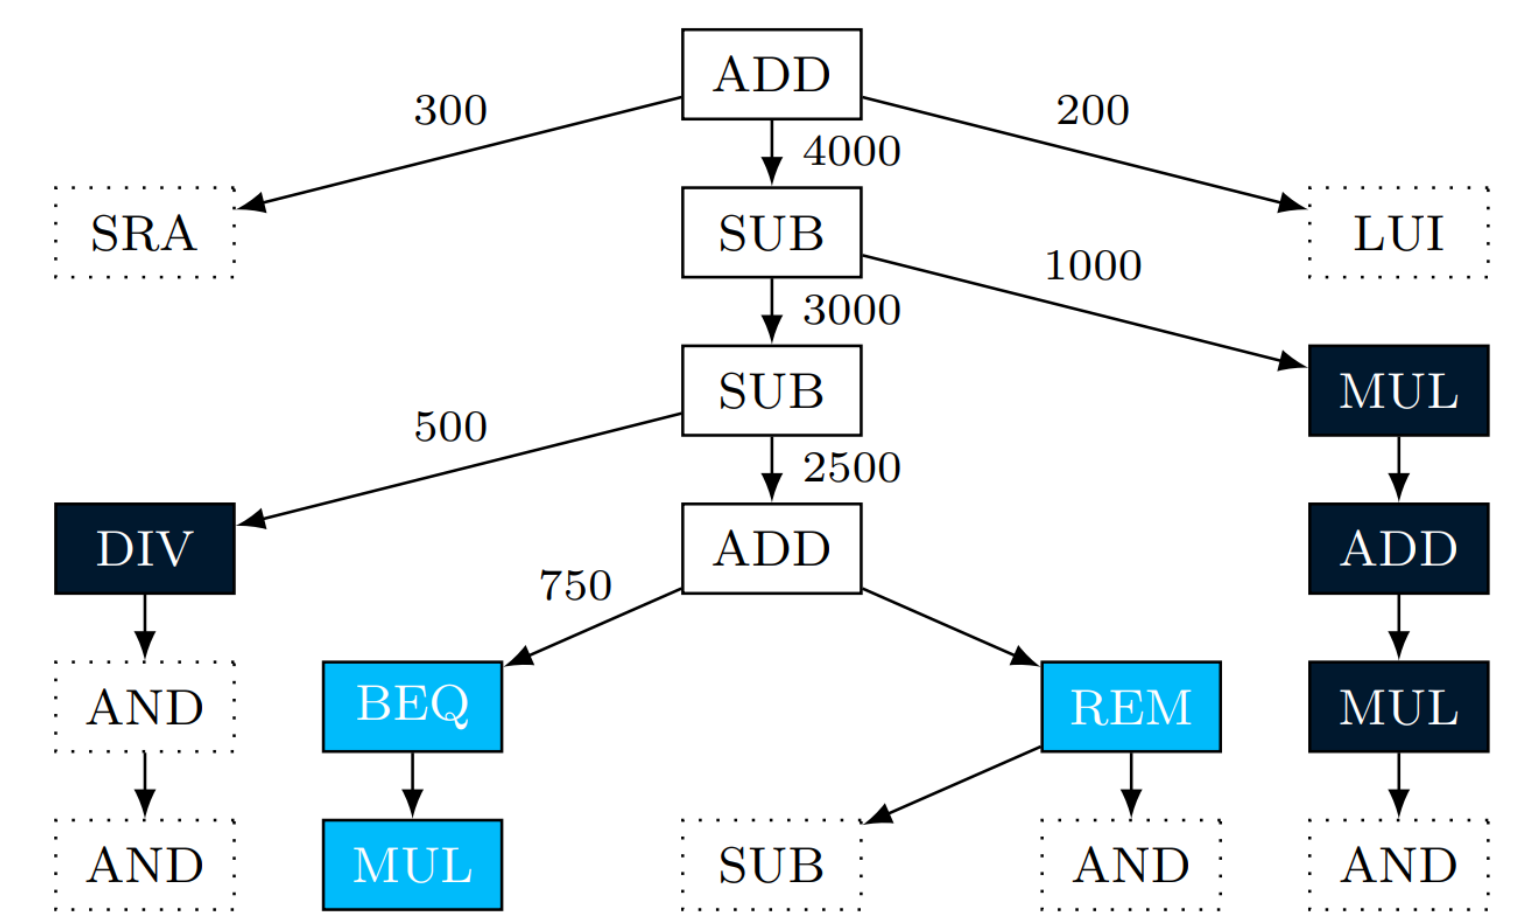 ADD
300
200
4000
SRA
SUB
LUI
1000
3000
SUB
MUL
500
2500
DIV
ADD
ADD
750
AND
BEQ
REM
MUL
AND
MUL
SUB
AND
AND